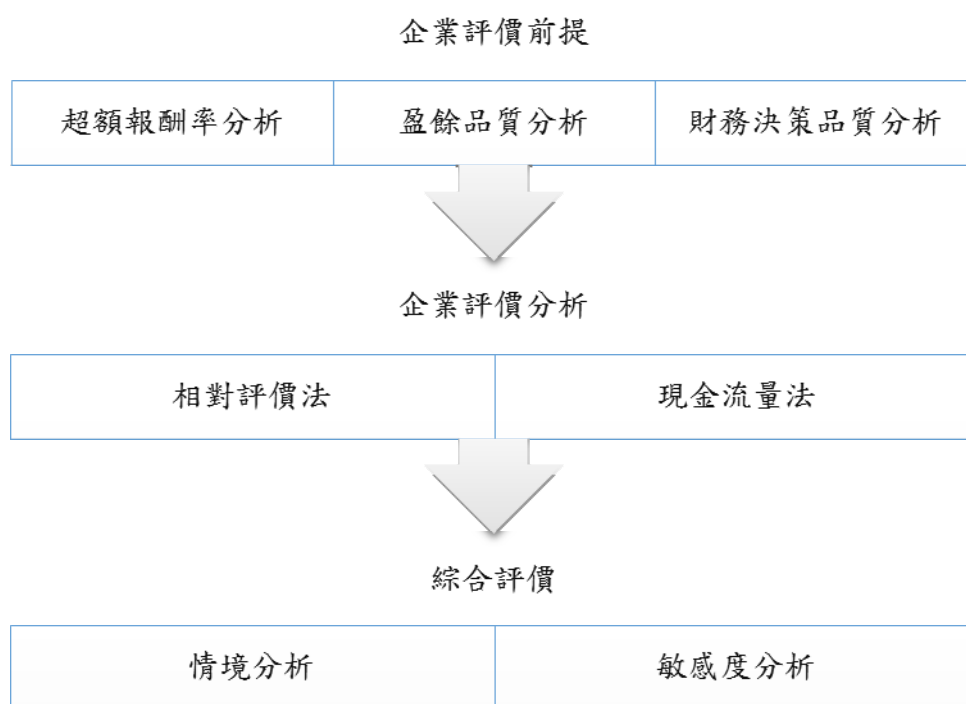 企業評價前提
超額報酬率分析 盈餘品質分析 財務決策品質分析
企業評價分析
相對評價法 現金流量法
綜合評價
情境分析 敏感度分析